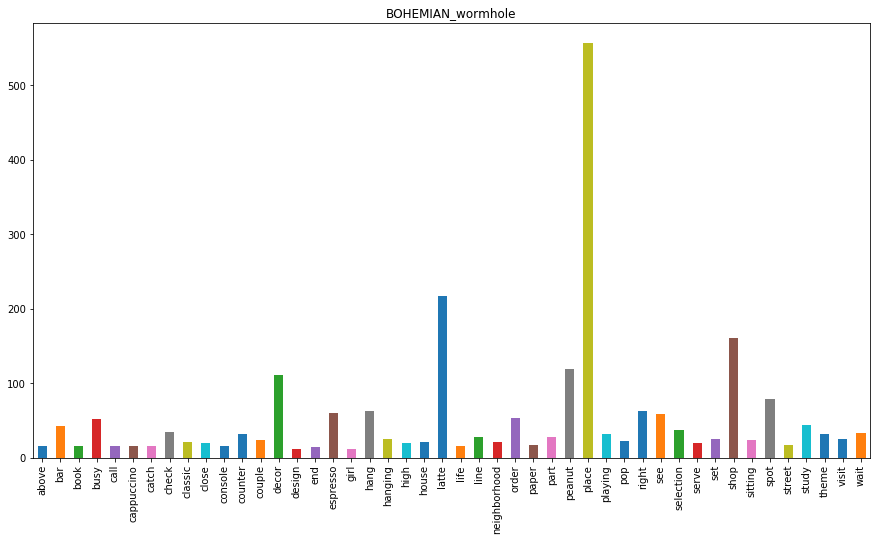 BOHEMIAN_wormhole
500
400
300
200
100
0
above
bar
book
busy
call
cappuccino
catch
check
classic
close
console
counter
couple
decor
design
end
espresso
girl
hang
hanging
high
house
latte
life
line
neighborhood
order
paper
part
peanut
place
playing
pop
right
see
selection
serve
set
shop
sitting
spot
street
study
theme
visit
wait